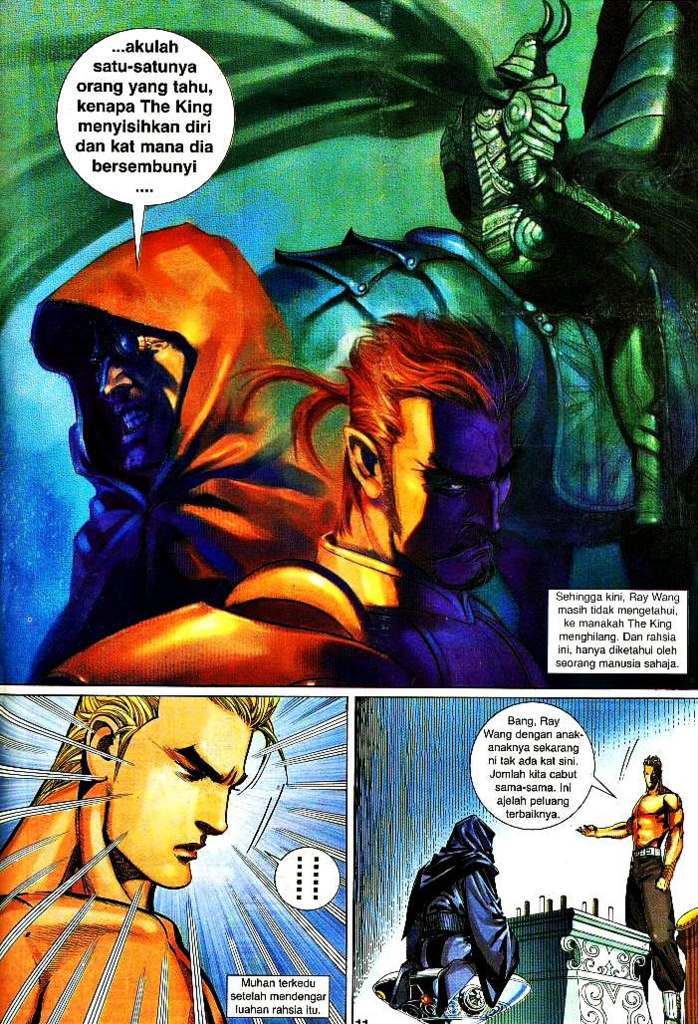 ...akulah
satu-satunya
orang yang tahu,
kenapa The King
menyisihkan diri
dan kat mana dia
bersembunyi
....
Sehingga kini, Ray Wang
masih tidak mengetahui,
ke manakah The King
menghilang. Dan rahsia
ini, hanya diketahui oleh
seorang manusia sahaja.
Muhan terkedu
setelah mendengar
luahan rahsia itu.
Bang, Ray
Wang dengan anak-
anaknya sekarang
ni tak ada kat sini.
Jomlah kita cabut
sama-sama. Ini
ajelah peluang
terbaiknya.
11